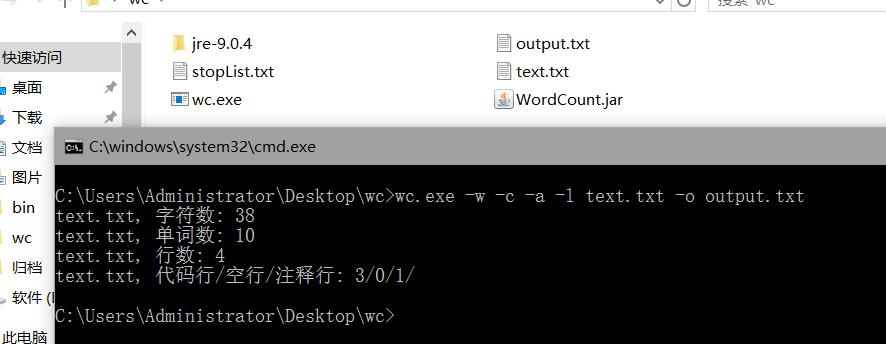 wc
搜索"wc"
快速访问
桌面
下载
文档
图片
bin
wc
归档
软件 (
此电脑
jre-9.0.4
output.txt
stopList.txt
text.txt
wc.exe
WordCount.jar
C:\windows\system32\cmd.exe
C:\Users\Administrator\Desktop\wc>wc.exe -w -c -a -l text.txt -o output.txt
text.txt, 字符数: 38
text.txt, 单词数: 10
text.txt, 行数: 4
text.txt, 代码行/空行/注释行: 3/0/1/
C:\Users\Administrator\Desktop\wc>